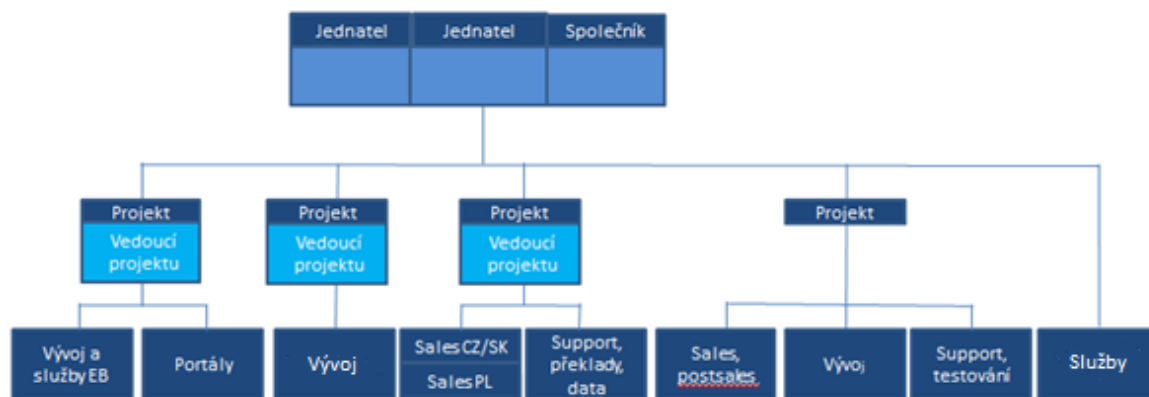 Jednatel Jednatel Společník
Projekt Projekt Projekt Projekt
Vedoucí projektu
Vedoucí projektu
Vedoucí projektu
Vývoj a
služby EB
Portály
Vývoj
Sales CZ/SK
Sales PL
Support,
překlady,
data
Sales,
postsales
Vývoj
Support,
testování
Služby